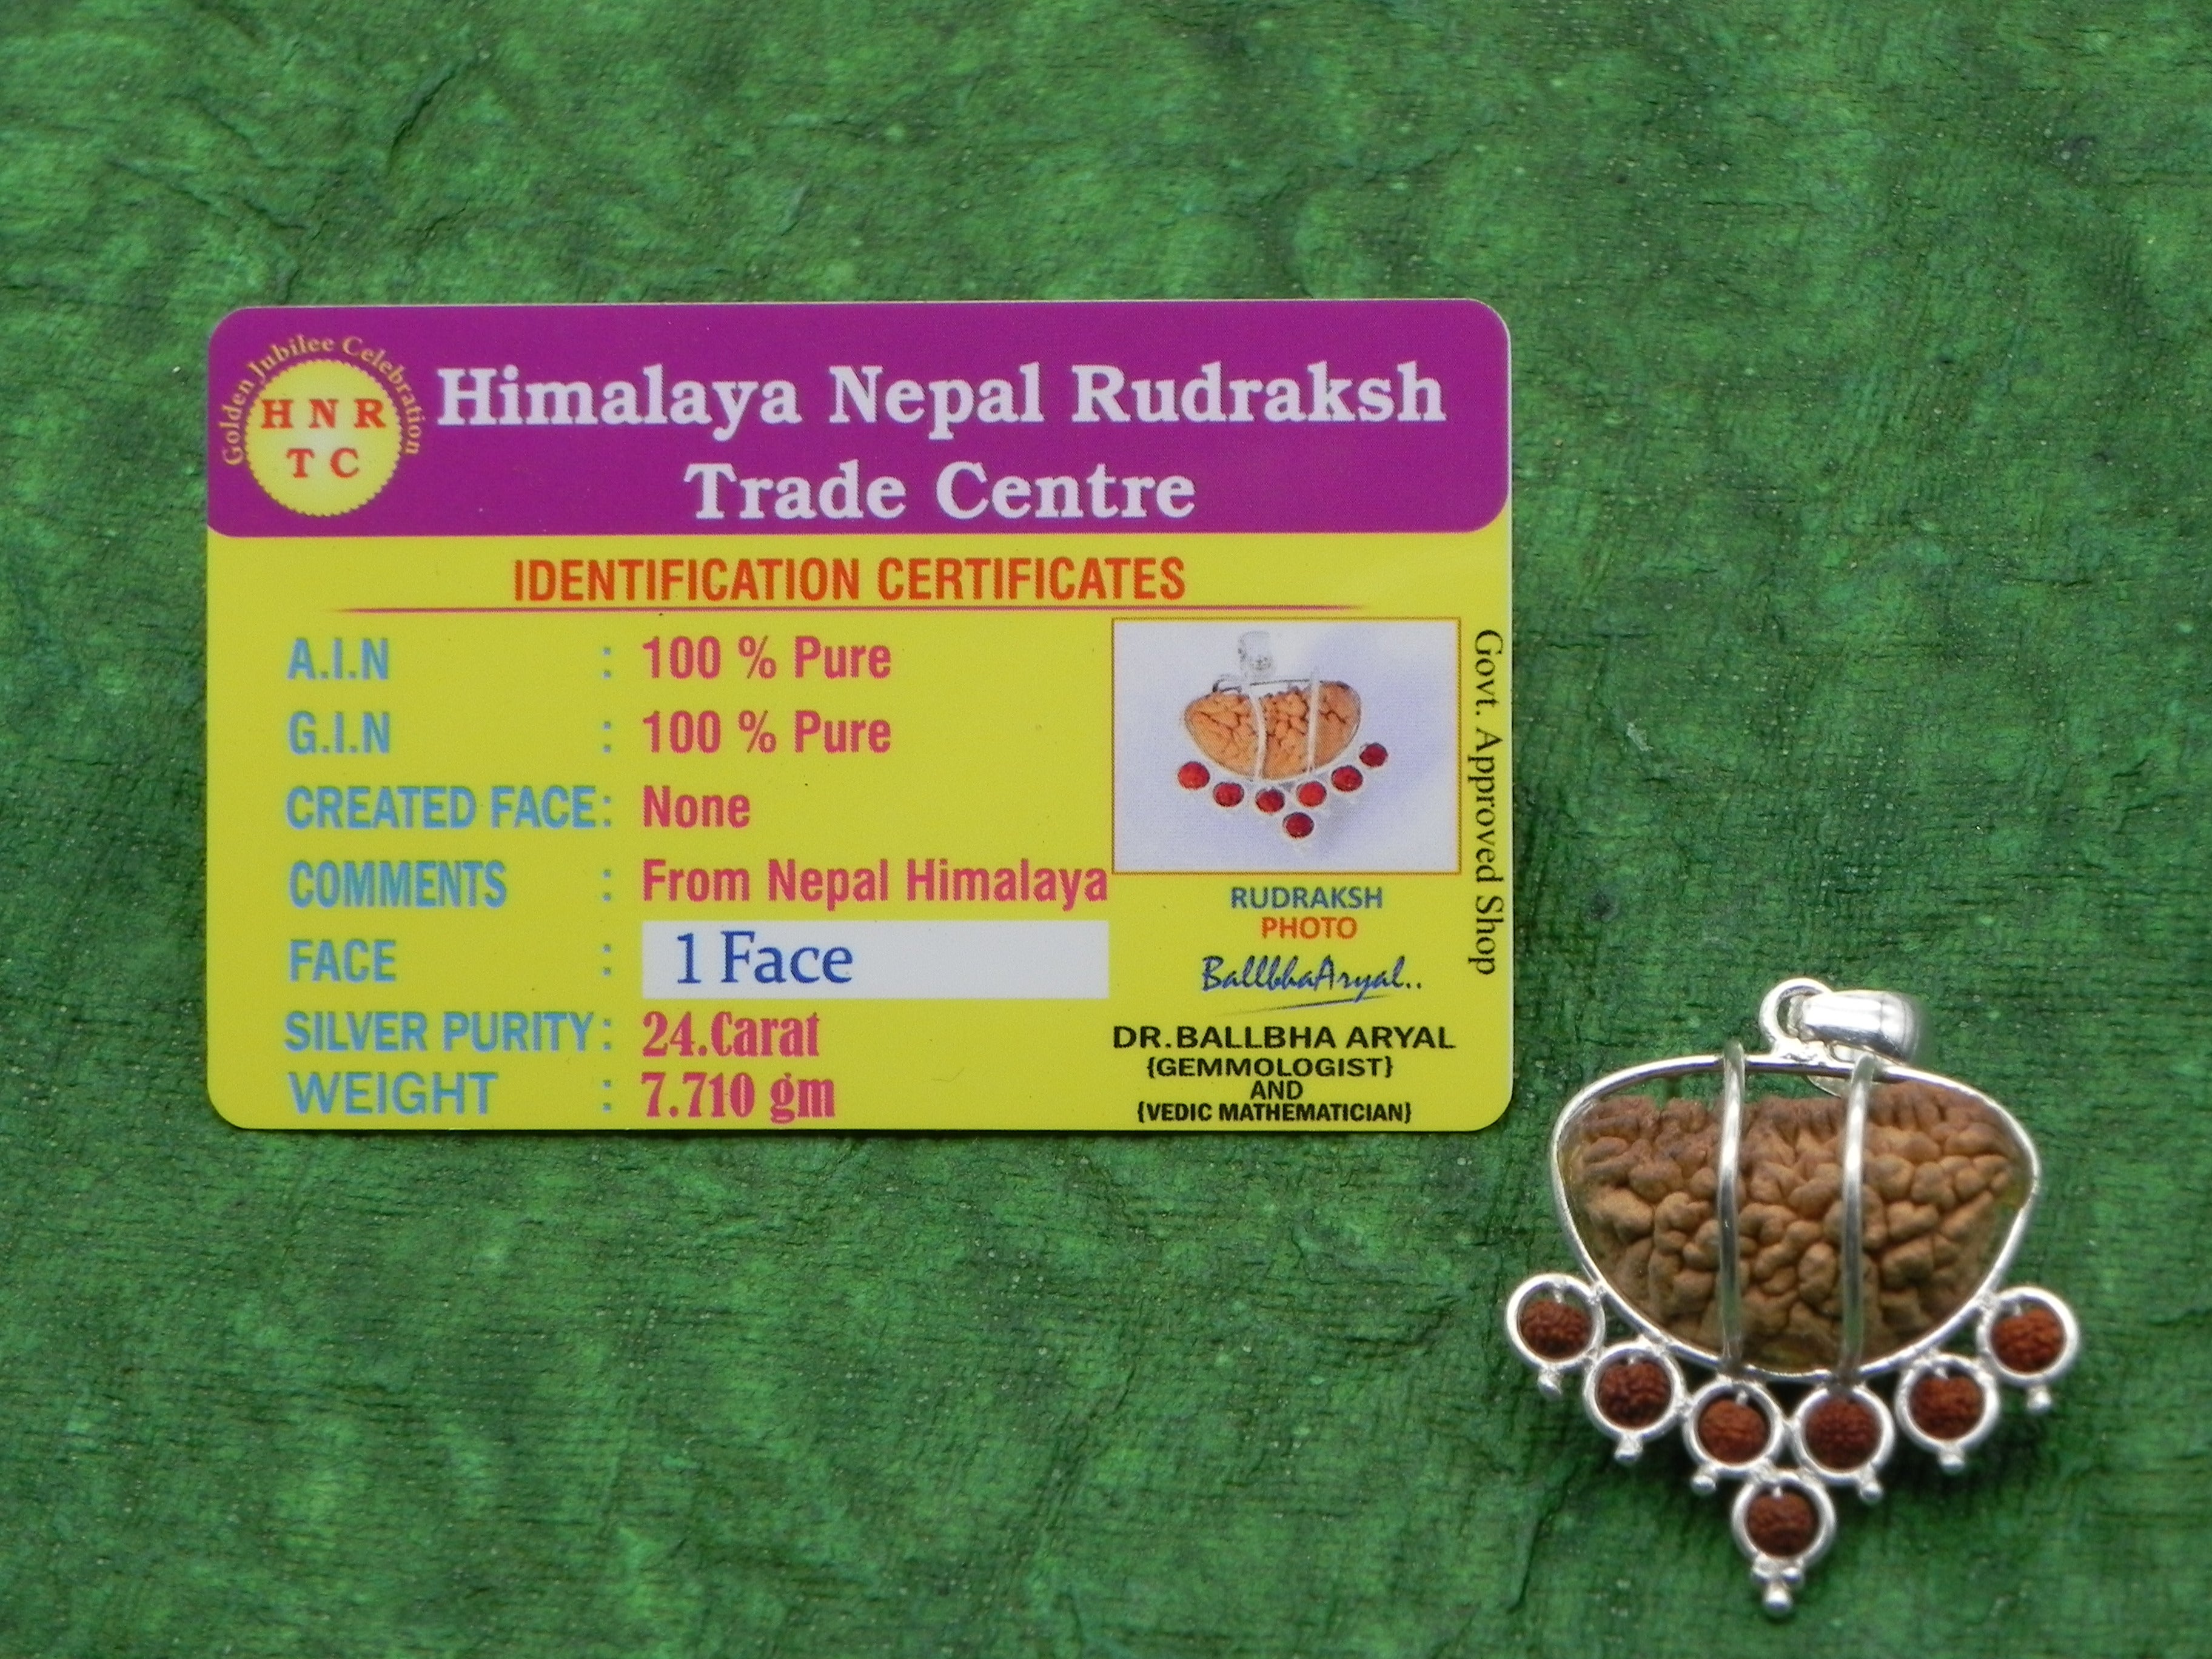 Golden Jubilee Celebration
H N R
T C
Himalaya Nepal Rudraksh
Trade Centre
IDENTIFICATION CERTIFICATES
A.I.N : 100 % Pure
G.I.N : 100 % Pure
CREATED FACE: None
COMMENTS : From Nepal Himalaya
FACE : 1 Face
SILVER PURITY: 24.Carat
WEIGHT : 7.710 gm
RUDRAKSH
PHOTO
BallbhaAryal..
DR.BALLBHA ARYAL
{GEMMOLOGIST}
AND
{VEDIC MATHEMATICIAN}
Govt. Approved Shop